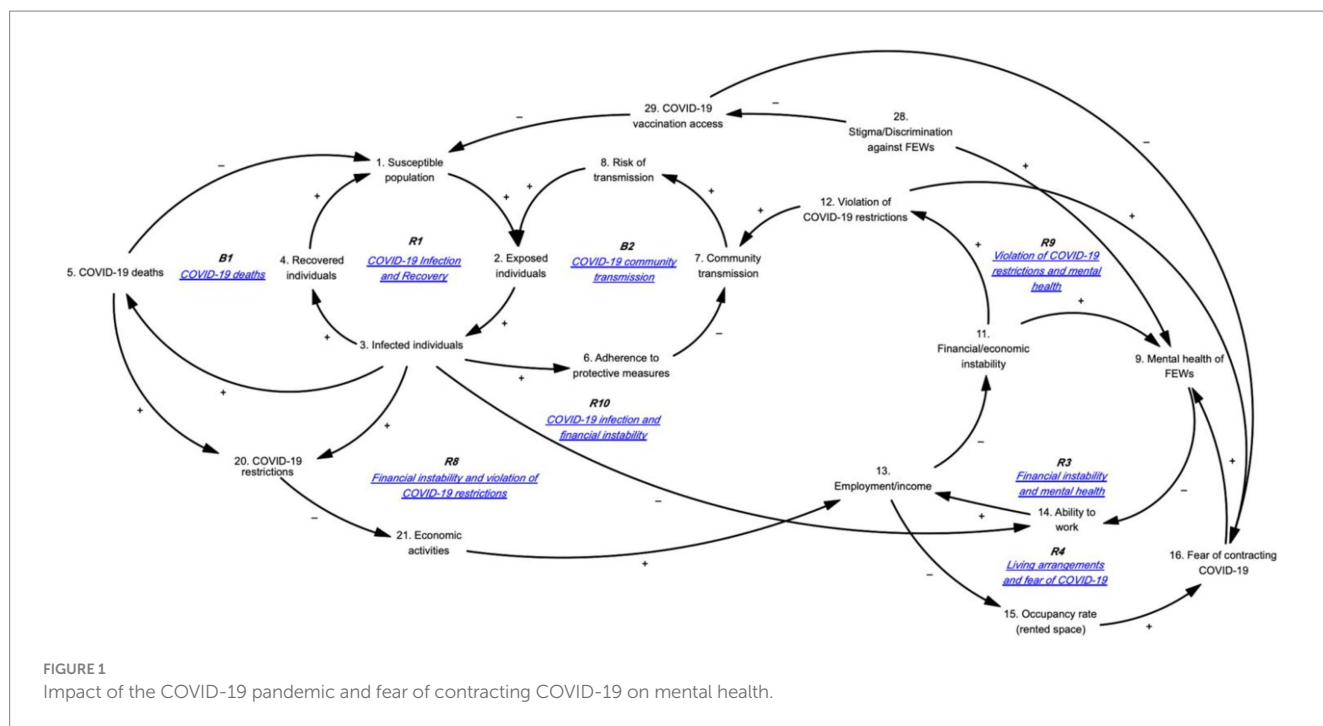 29. COVID-19
vaccination access
28.
Stigma/Discrimination
against FEWs
1. Susceptible
population
8. Risk of
transmission
12. Violation of
COVID-19 restrictions
5. COVID-19 deaths
B1
COVID-19 deaths
4. Recovered
individuals
R1
COVID-19 Infection
and Recovery
2. Exposed
individuals
B2
COVID-19 community
transmission
7. Community
transmission
R9
Violation of COVID-19
restrictions and mental
health
3. Infected individuals
6. Adherence to
protective measures
11.
Financial/economic
instability
9. Mental health of
FEWs
R10
COVID-19 infection and
financial instability
20. COVID-19
restrictions
R8
Financial instability and violation of
COVID-19 restrictions
13.
Employment/income
R3
Financial instability
and mental health
14. Ability to
work
21. Economic
activities
R4
Living arrangements
and fear of COVID-19
16. Fear of contracting
COVID-19
15. Occupancy rate
(rented space)
FIGURE 1
Impact of the COVID-19 pandemic and fear of contracting COVID-19 on mental health.